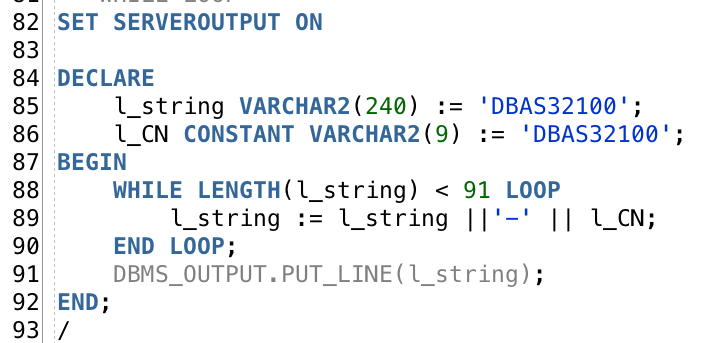 82 SET SERVEROUTPUT ON
83
84 DECLARE
85     l_string VARCHAR2(240) := 'DBAS32100';
86     l_CN CONSTANT VARCHAR2(9) := 'DBAS32100';
87 BEGIN
88     WHILE LENGTH(l_string) < 91 LOOP
89         l_string := l_string ||'-' || l_CN;
90     END LOOP;
91     DBMS_OUTPUT.PUT_LINE(l_string);
92 END;
93 /